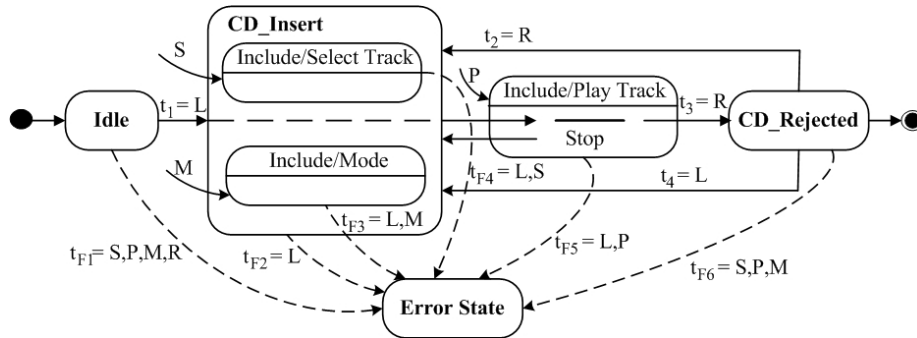 CD_Insert
S
Include/Select Track
t2= R
P
Include/Play Track
t1= L
t3= R
Idle
CD_Rejected
Stop
Include/Mode
M
tF4= L,S
t4= L
tF3= L,M
tF1= S,P,M,R
tF2= L
tF5= L,P
tF6= S,P,M
Error State